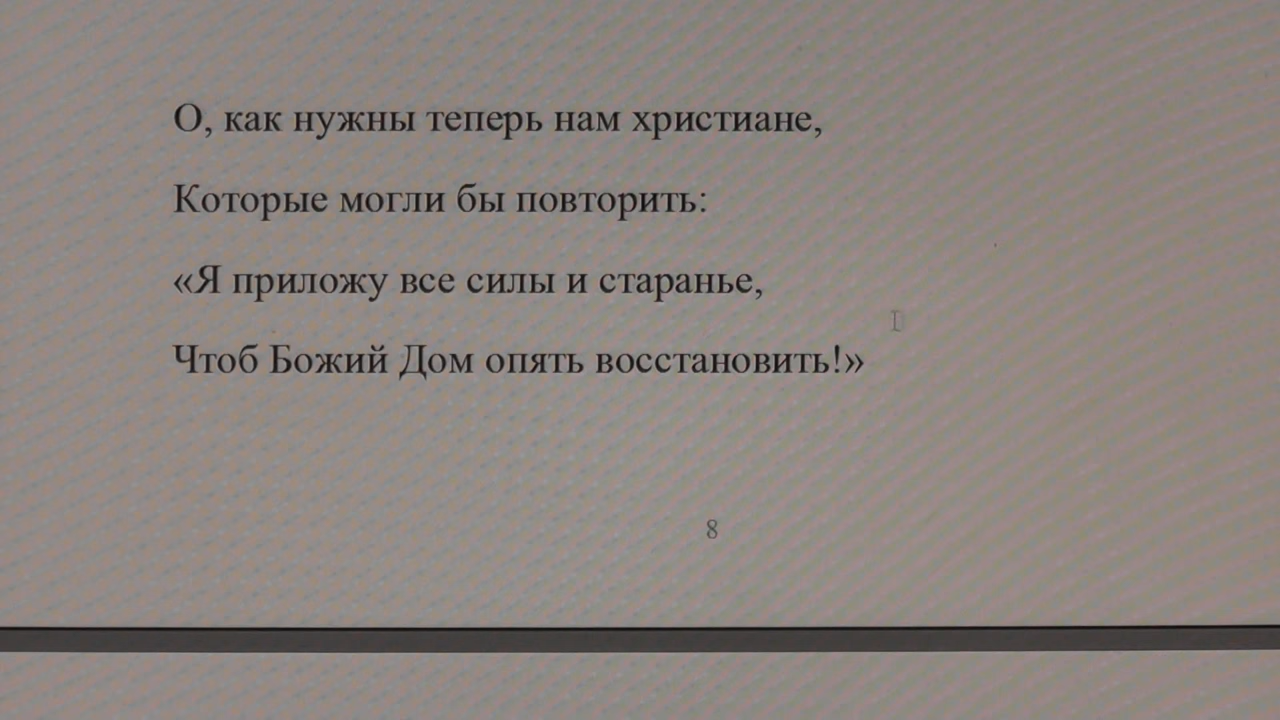 О, как нужны теперь нам христиане,
Которые могли бы повторить:
«Я приложу все силы и старанье,
Чтоб Божий Дом опять восстановить!»
8